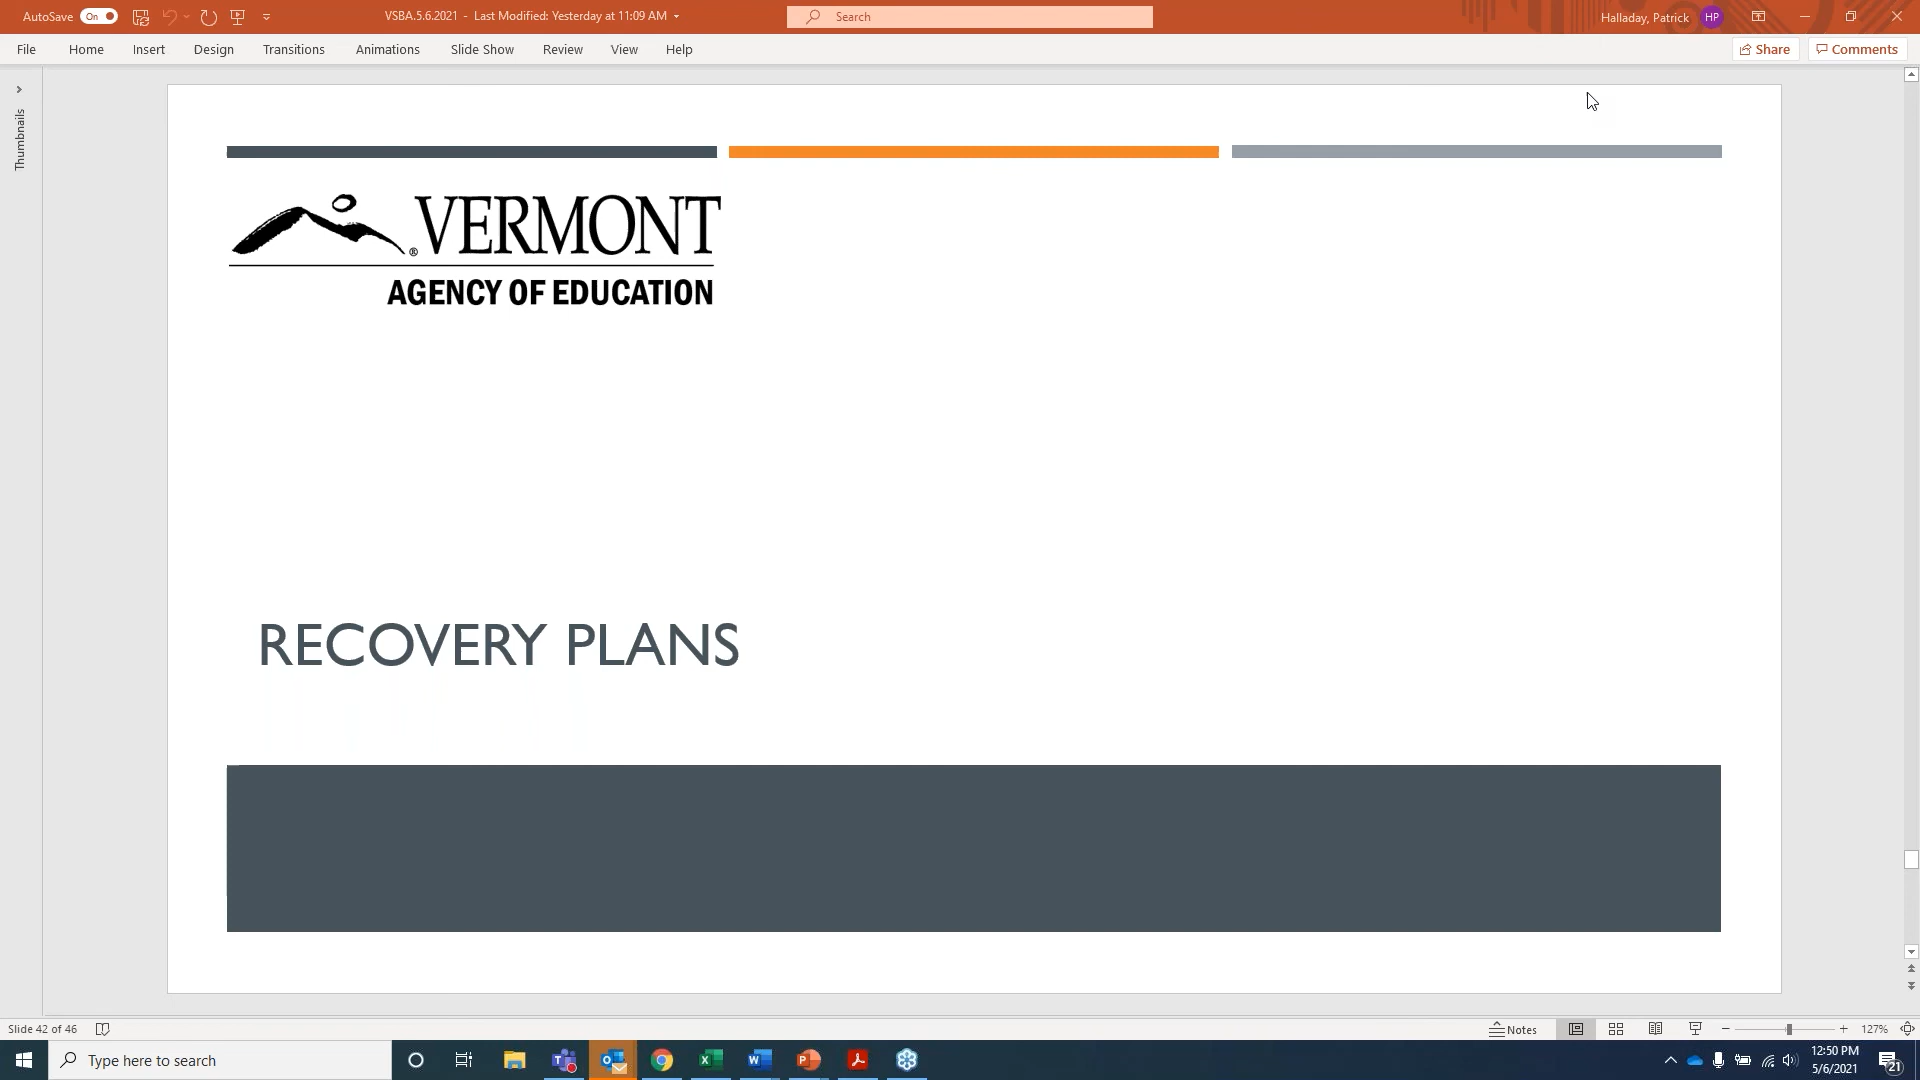 AutoSave On VSBA.5.6.2021 - Last Modified: Yesterday at 11:09 AM Search Halladay, Patrick HP
File Home Insert Design Transitions Animations Slide Show Review View Help Share Comments
Thumbnails
VERMONT
®
AGENCY OF EDUCATION
RECOVERY PLANS
Slide 42 of 46 Notes 127%
Type here to search 12:50 PM
5/6/2021
21